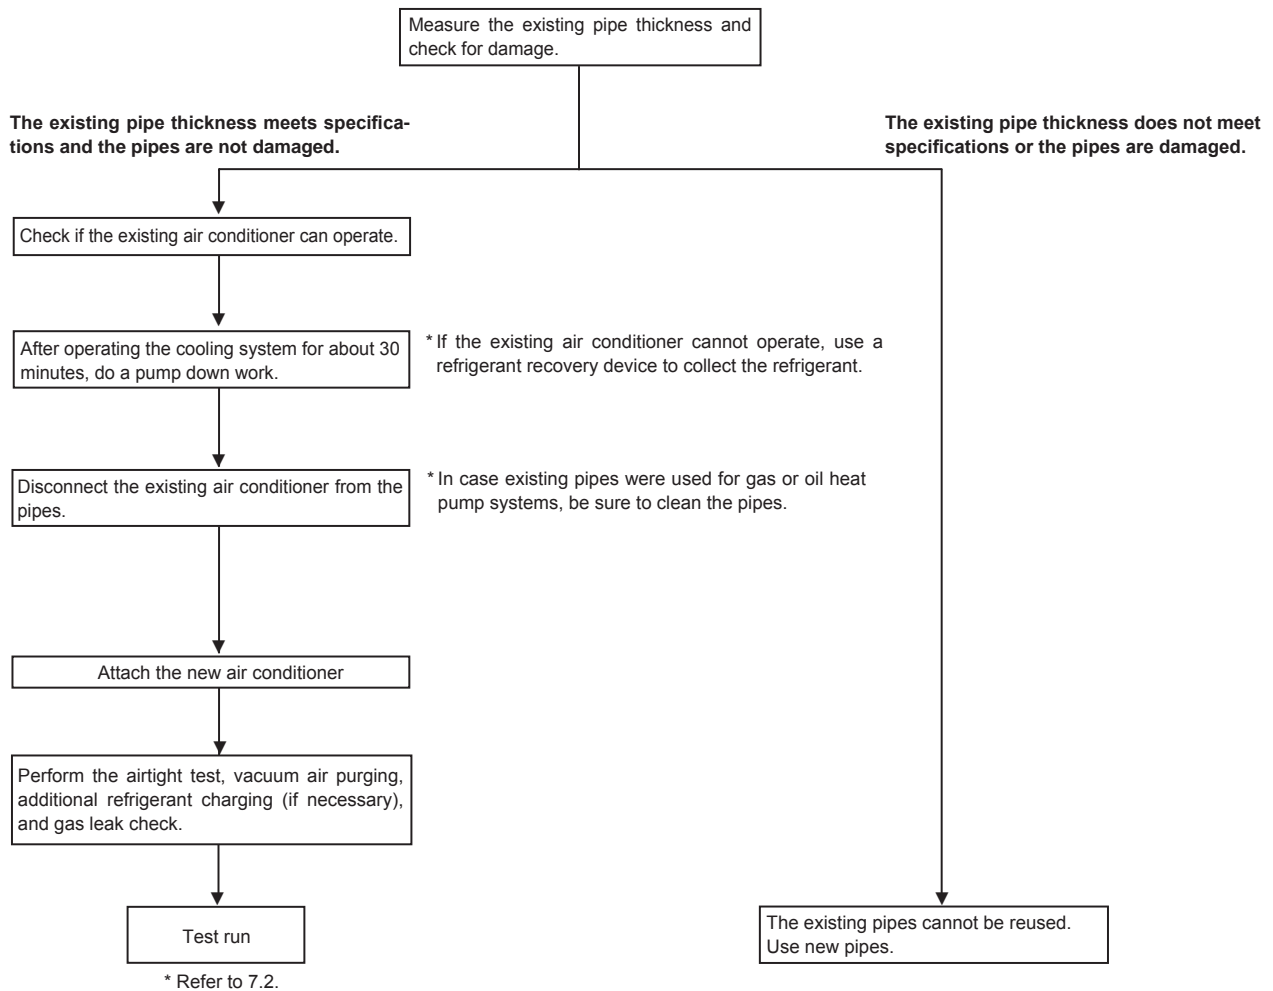 Measure the existing pipe thickness and
check for damage.
The existing pipe thickness meets specifica-
tions and the pipes are not damaged.
The existing pipe thickness does not meet
specifications or the pipes are damaged.
Check if the existing air conditioner can operate.
After operating the cooling system for about 30
minutes, do a pump down work.
* If the existing air conditioner cannot operate, use a
refrigerant recovery device to collect the refrigerant.
Disconnect the existing air conditioner from the
pipes.
* In case existing pipes were used for gas or oil heat
pump systems, be sure to clean the pipes.
Attach the new air conditioner
Perform the airtight test, vacuum air purging,
additional refrigerant charging (if necessary),
and gas leak check.
Test run
* Refer to 7.2.
The existing pipes cannot be reused.
Use new pipes.